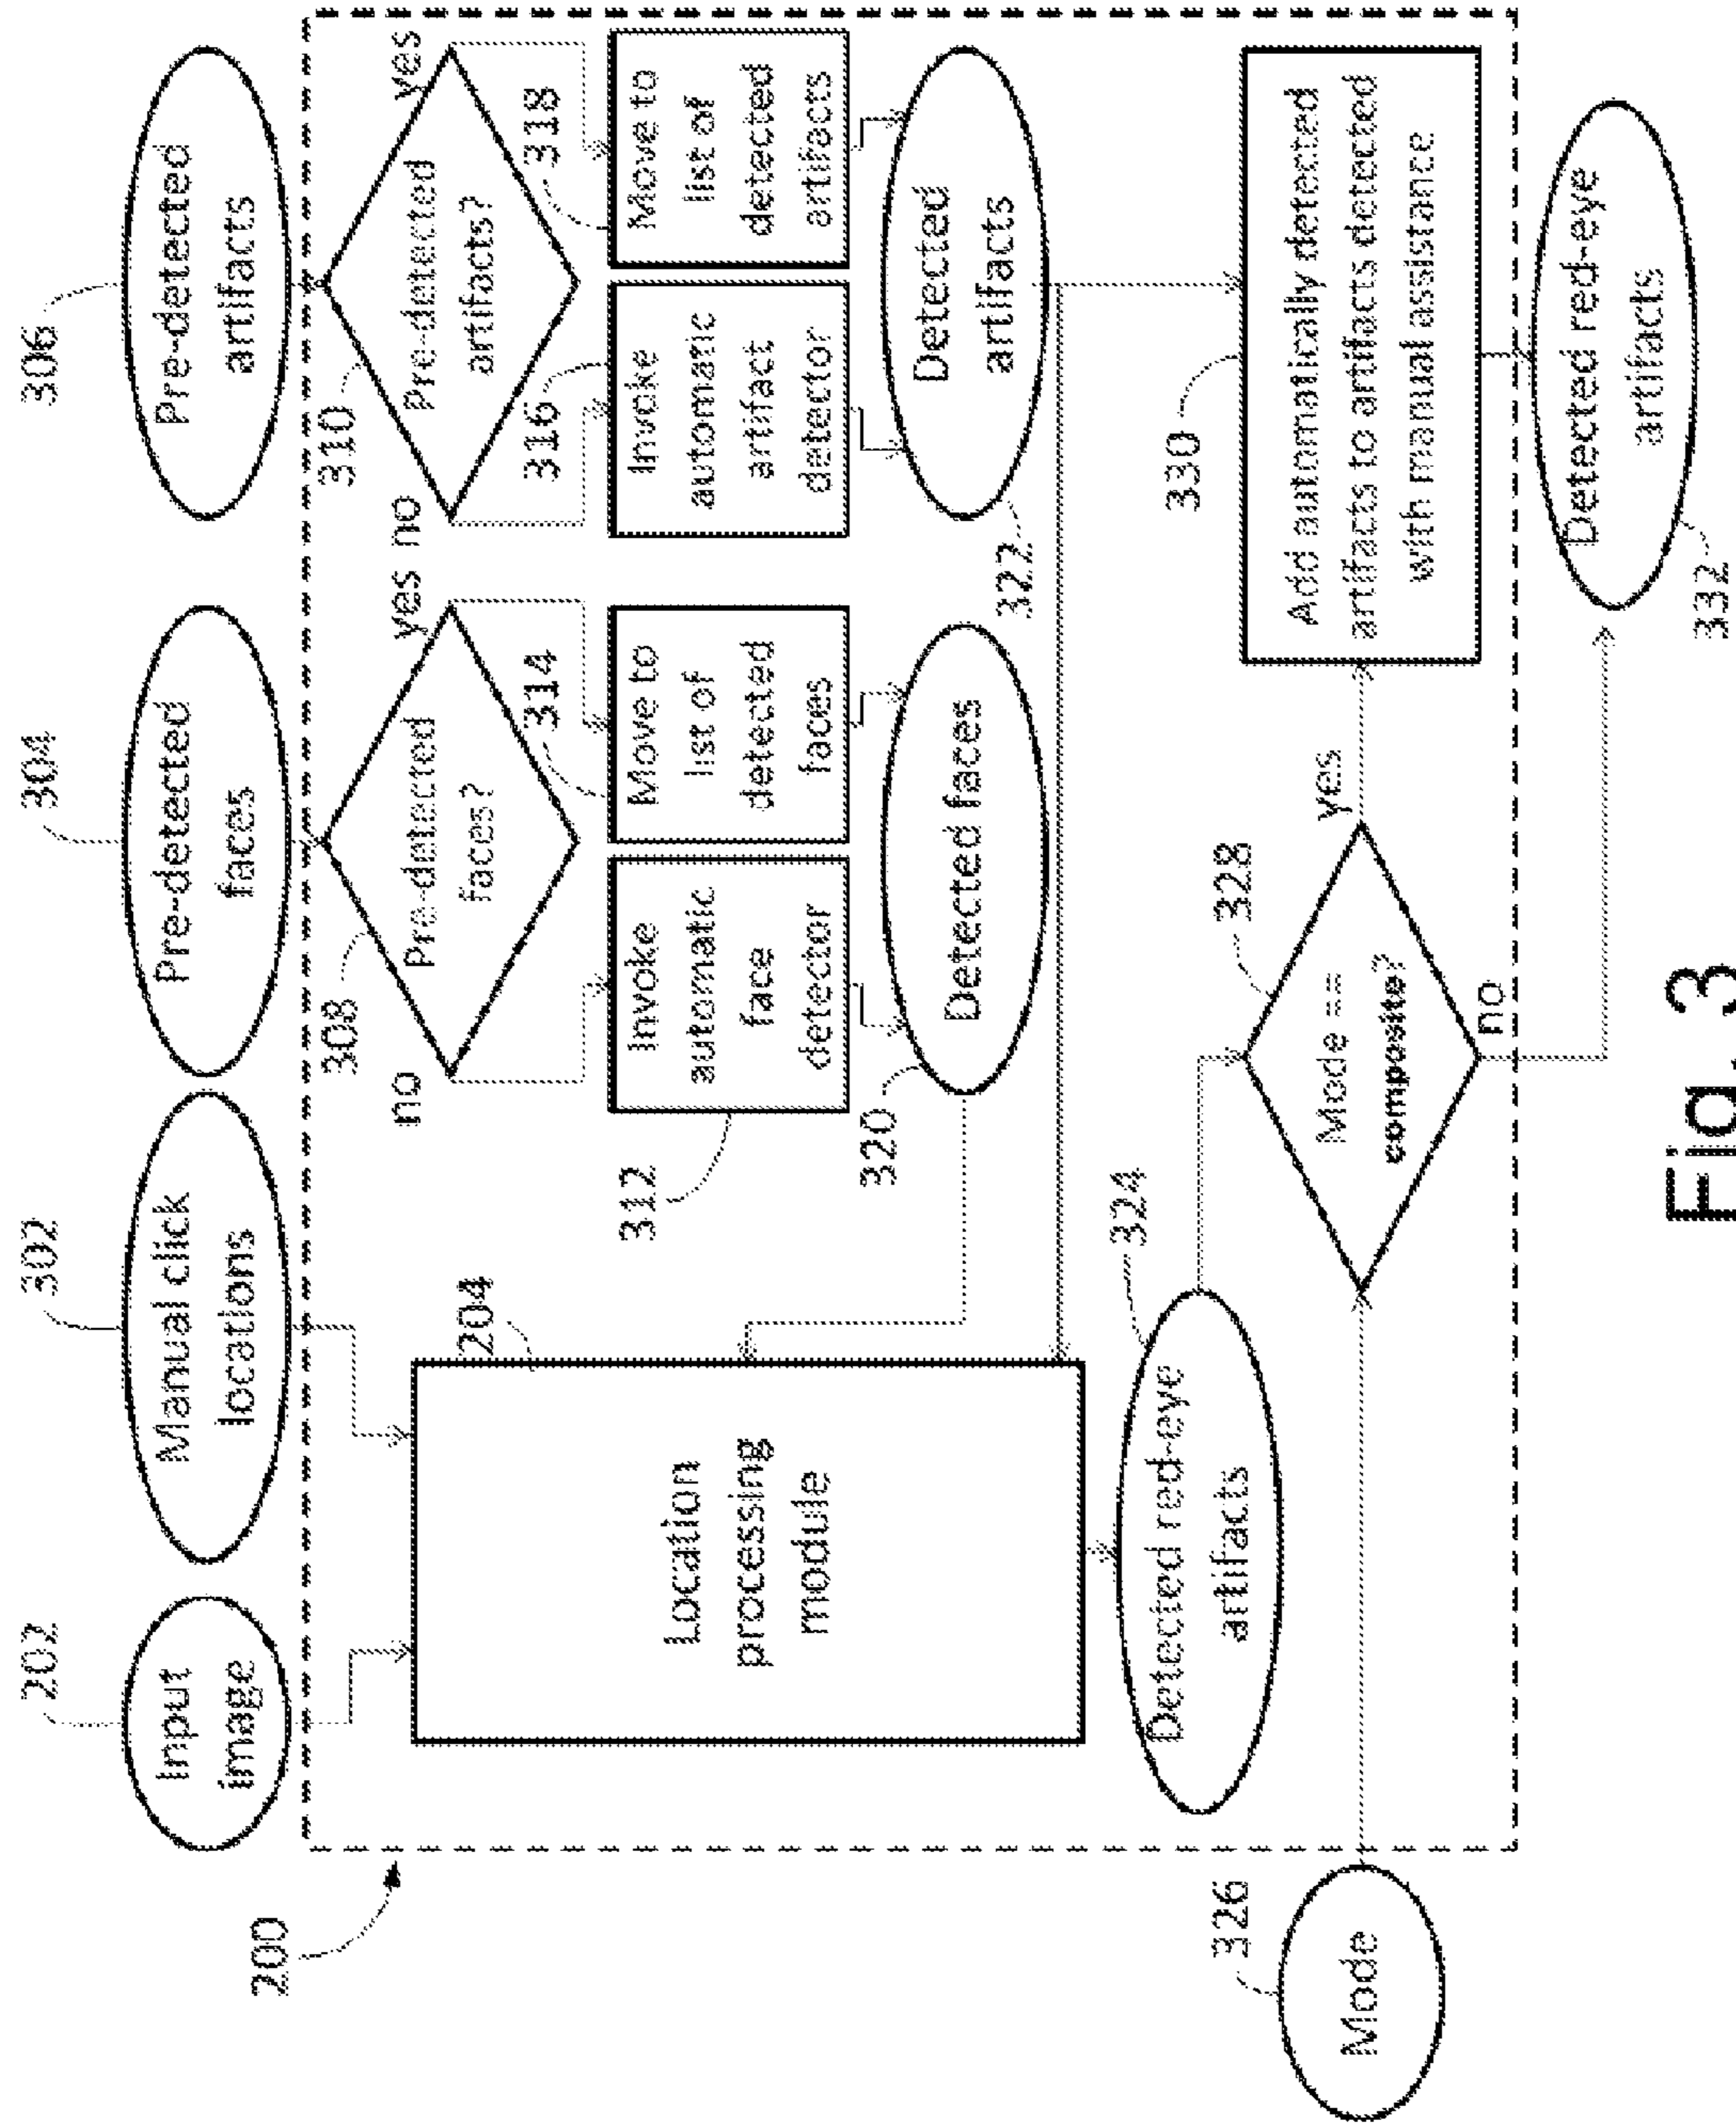 202
302
304
306
Input
image
Manual click
locations
Pre-detected
faces
Pre-detected
artifacts
200
308
310
Pre-detected
faces?
no
yes
Pre-detected
artifacts?
no
yes
204
Location
processing
module
312
Invoke
automatic
face
detector
314
Move to
list of
detected
faces
316
Invoke
automatic
artifact
detector
318
Move to
list of
detected
artifacts
320
Detected faces
322
Detected
artifacts
324
Detected red-eye
artifacts
326
Mode
328
Mode ==
composite?
yes
no
330
Add automatically detected
artifacts to artifacts detected
with manual assistance
Detected red-eye
artifacts
332
Fig. 3